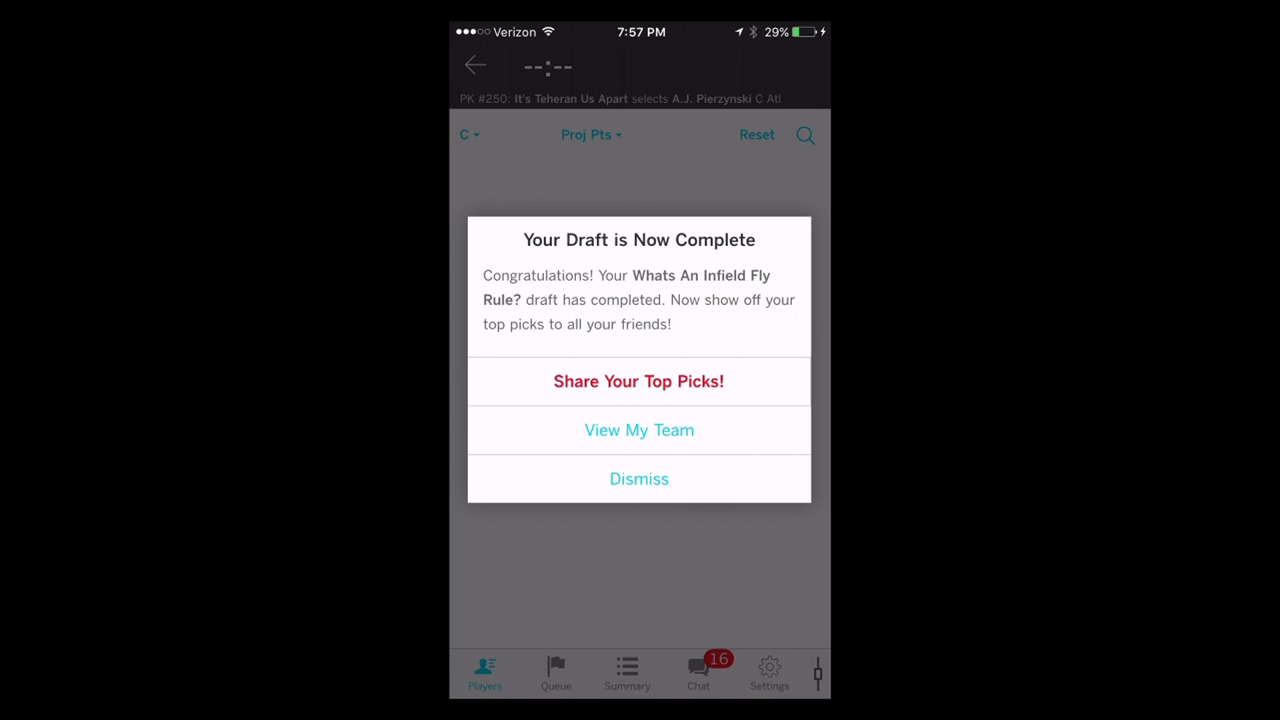 Verizon 7:57 PM 29%
--:--
PK #250: It's Teheran Us Apart selects A.J. Pierzynski C Atl
C Proj Pts Reset
Your Draft is Now Complete
Congratulations! Your Whats An Infield Fly
Rule? draft has completed. Now show off your
top picks to all your friends!
Share Your Top Picks!
View My Team
Dismiss
16
Players Queue Summary Chat Settings